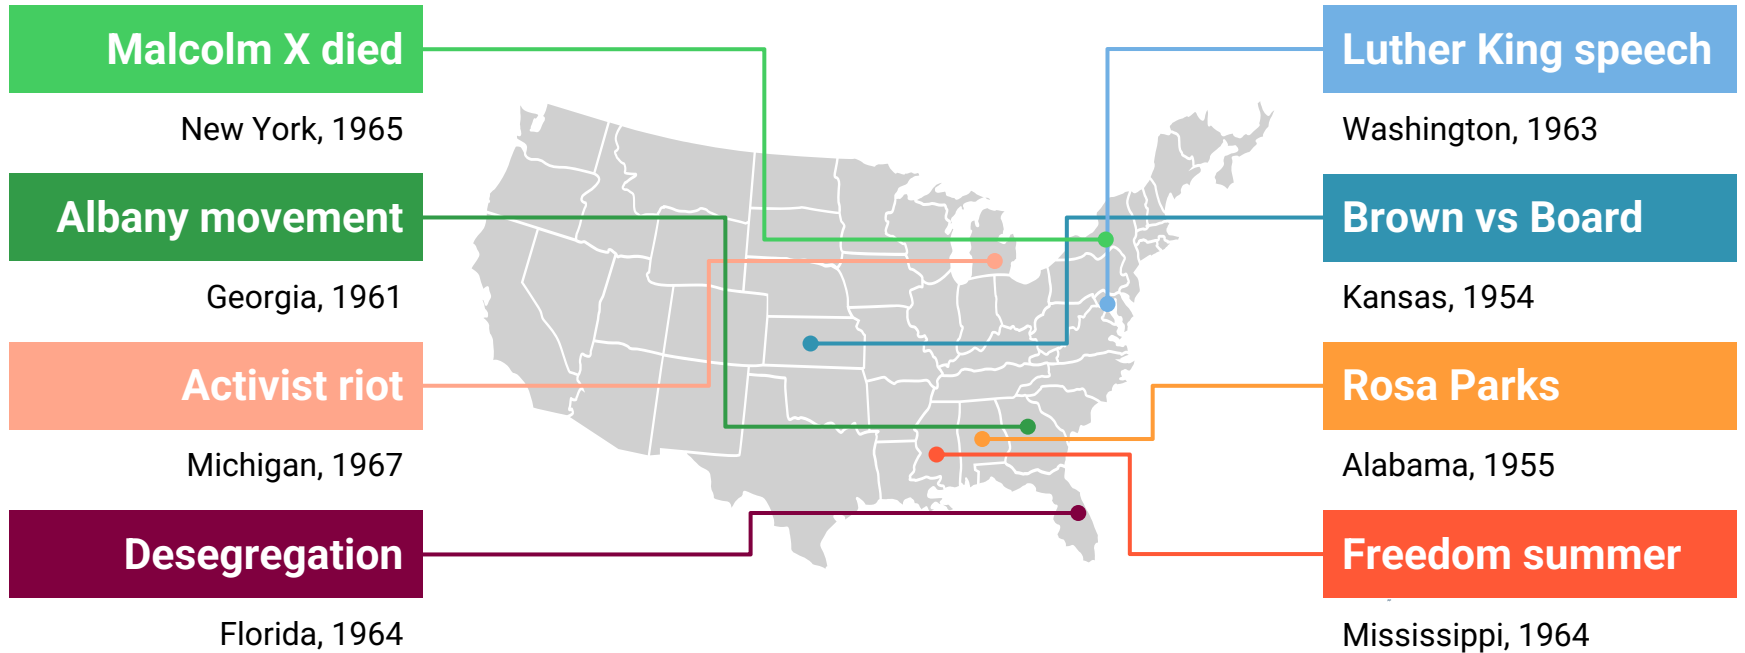 Malcolm X died
New York, 1965
Albany movement
Georgia, 1961
Activist riot
Michigan, 1967
Desegregation
Florida, 1964
Luther King speech
Washington, 1963
Brown vs Board
Kansas, 1954
Rosa Parks
Alabama, 1955
Freedom summer
Mississippi, 1964